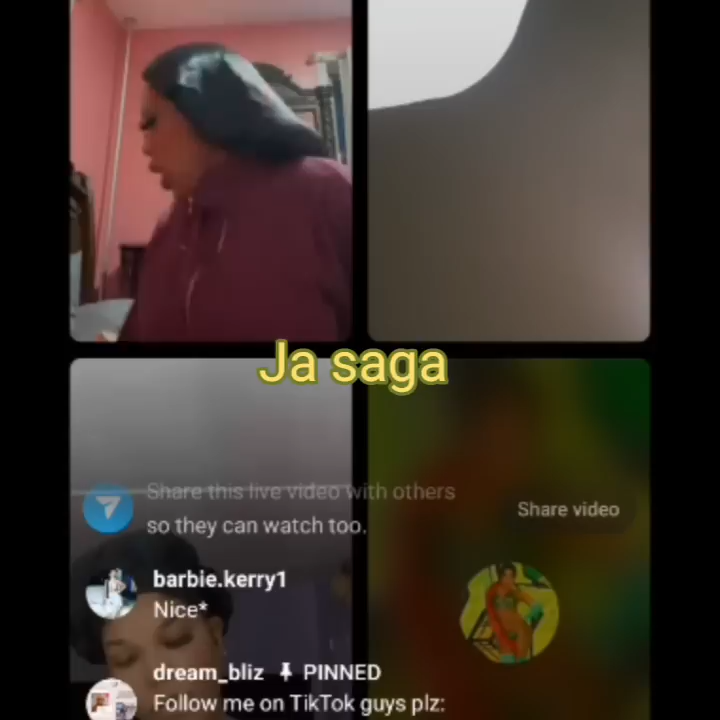 Ja saga
Share this live video with others
so they can watch too.
Share video
barbie.kerry1
Nice*
dream_bliz PINNED
Follow me on TikTok guys plz: